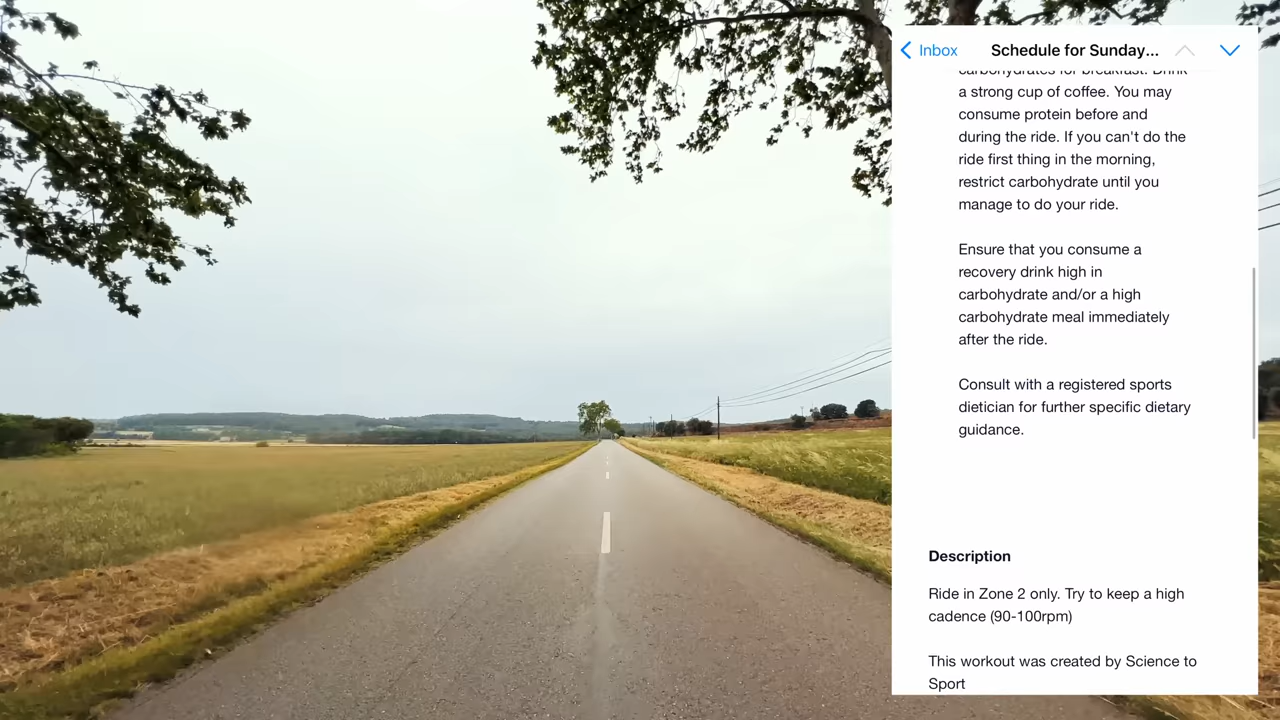 Inbox
Schedule for Sunday...
carbohydrates for breakfast. Drink
a strong cup of coffee. You may
consume protein before and
during the ride. If you can't do the
ride first thing in the morning,
restrict carbohydrate until you
manage to do your ride.
Ensure that you consume a
recovery drink high in
carbohydrate and/or a high
carbohydrate meal immediately
after the ride.
Consult with a registered sports
dietician for further specific dietary
guidance.
Description
Ride in Zone 2 only. Try to keep a high
cadence (90-100rpm)
This workout was created by Science to
Sport